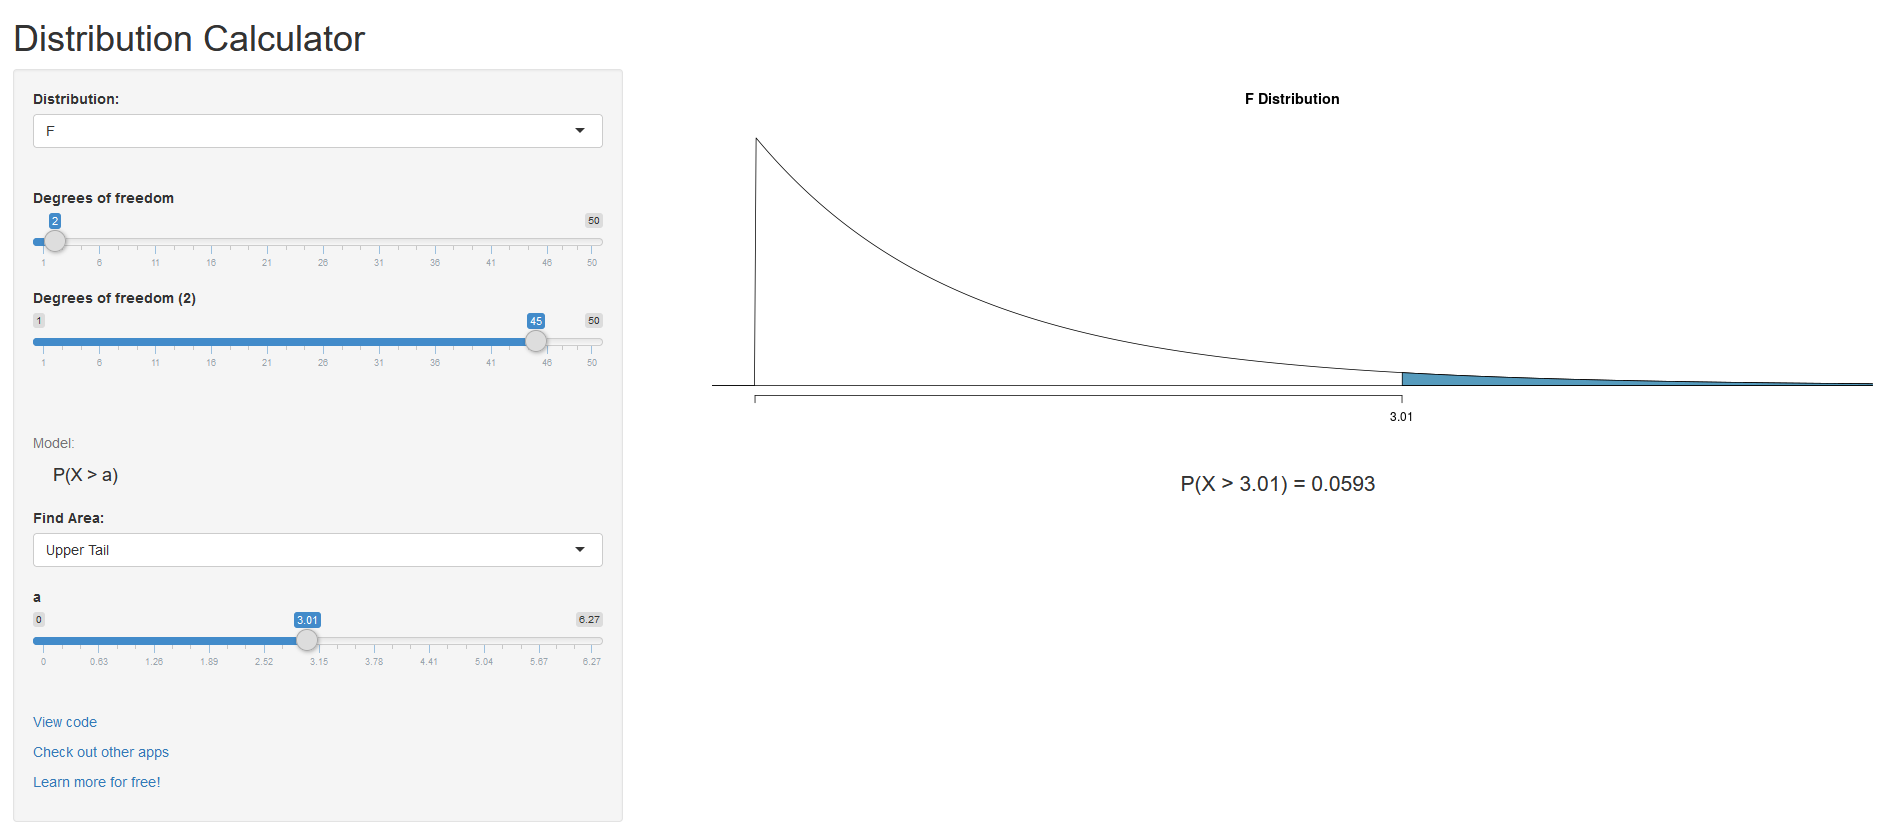 Distribution Calculator
Distribution:
F
Degrees of freedom
2 50
1 6 11 16 21 26 31 36 41 46 50
Degrees of freedom (2)
1 45 50
1 6 11 16 21 26 31 36 41 46 50
Model:
P(X > a)
Find Area:
Upper Tail
a
0 3.01 6.27
0 0.63 1.26 1.89 2.52 3.15 3.78 4.41 5.04 5.67 6.27
View code
Check out other apps
Learn more for free!
F Distribution
3.01
P(X > 3.01) = 0.0593